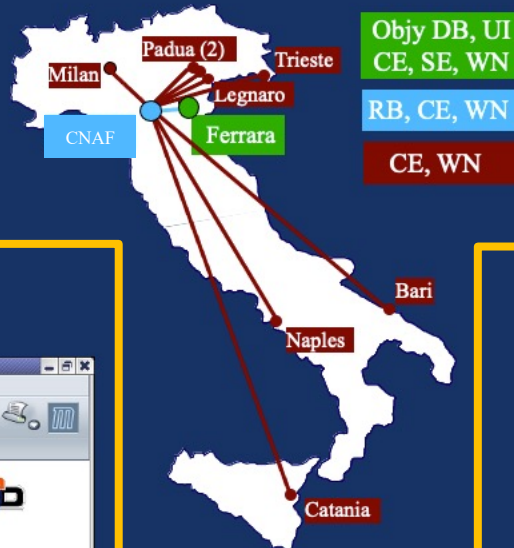 Objy DB, UI
CE, SE, WN
RB, CE, WN
CE, WN
Padua (2)
Trieste
Milan
Legnaro
CNAF
Ferrara
Bari
Naples
Catania